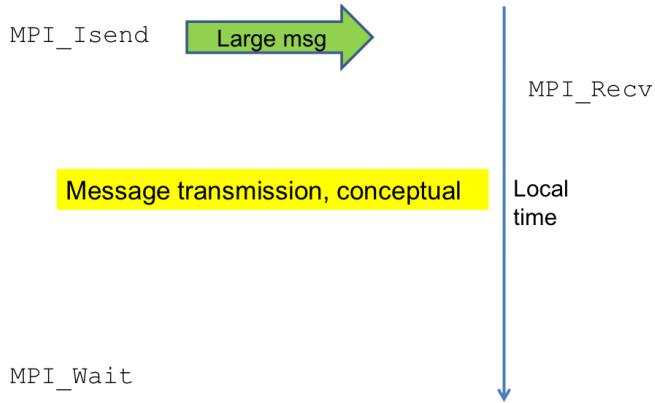 MPI_Isend
Large msg
MPI_Recv
Message transmission, conceptual
Local
time
MPI_Wait